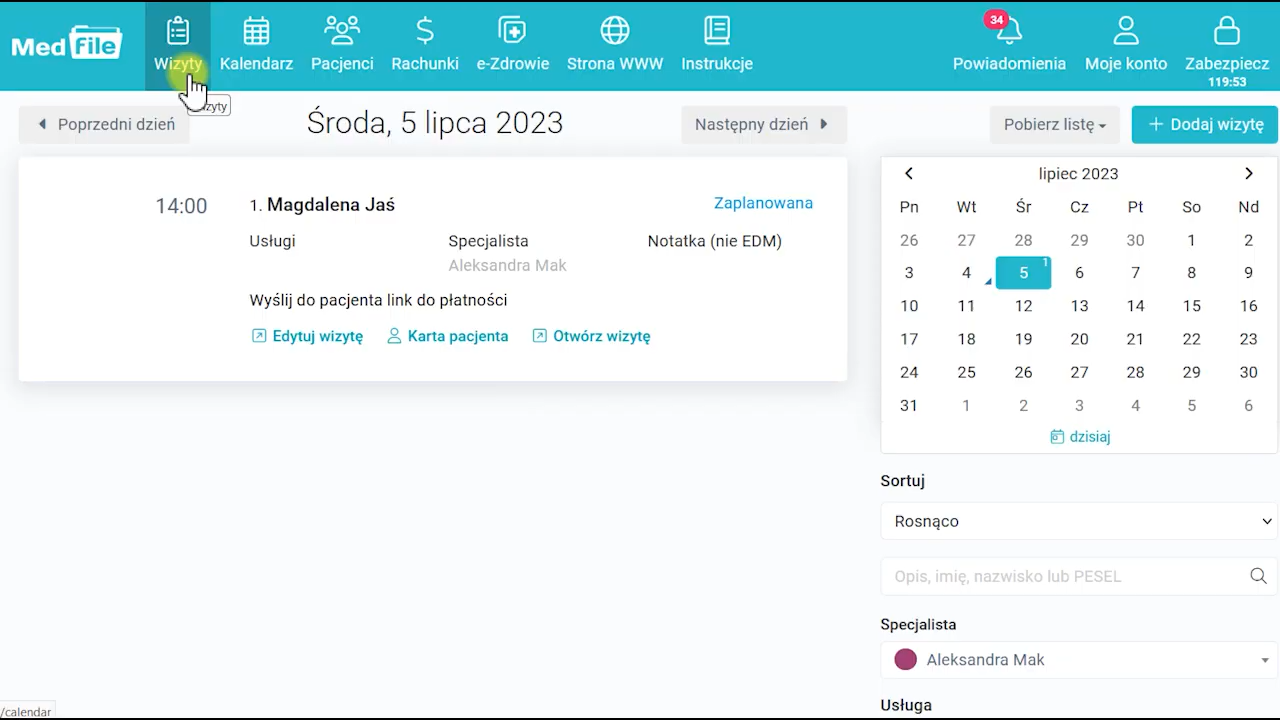 Med file
Wizyty
Kalendarz
Pacjenci
Rachunki
e-Zdrowie
Strona WWW
Instrukcje
34
Powiadomienia
Moje konto
Zabezpiecz
119:53
Poprzedni dzień
Środa, 5 lipca 2023
Następny dzień
Pobierz listę
+ Dodaj wizytę
14:00
1. Magdalena Jaś
Zaplanowana
Usługi
Specjalista
Notatka (nie EDM)
Aleksandra Mak
Wyślij do pacjenta link do płatności
Edytuj wizytę
Karta pacjenta
Otwórz wizytę
lipiec 2023
Pn Wt Śr Cz Pt So Nd
26 27 28 29 30 1 2
3 4 5 1 6 7 8 9
10 11 12 13 14 15 16
17 18 19 20 21 22 23
24 25 26 27 28 29 30
31 1 2 3 4 5 6
dzisiaj
Sortuj
Rosnąco
Opis, imię, nazwisko lub PESEL
Specjalista
Aleksandra Mak
Usługa
/calendar